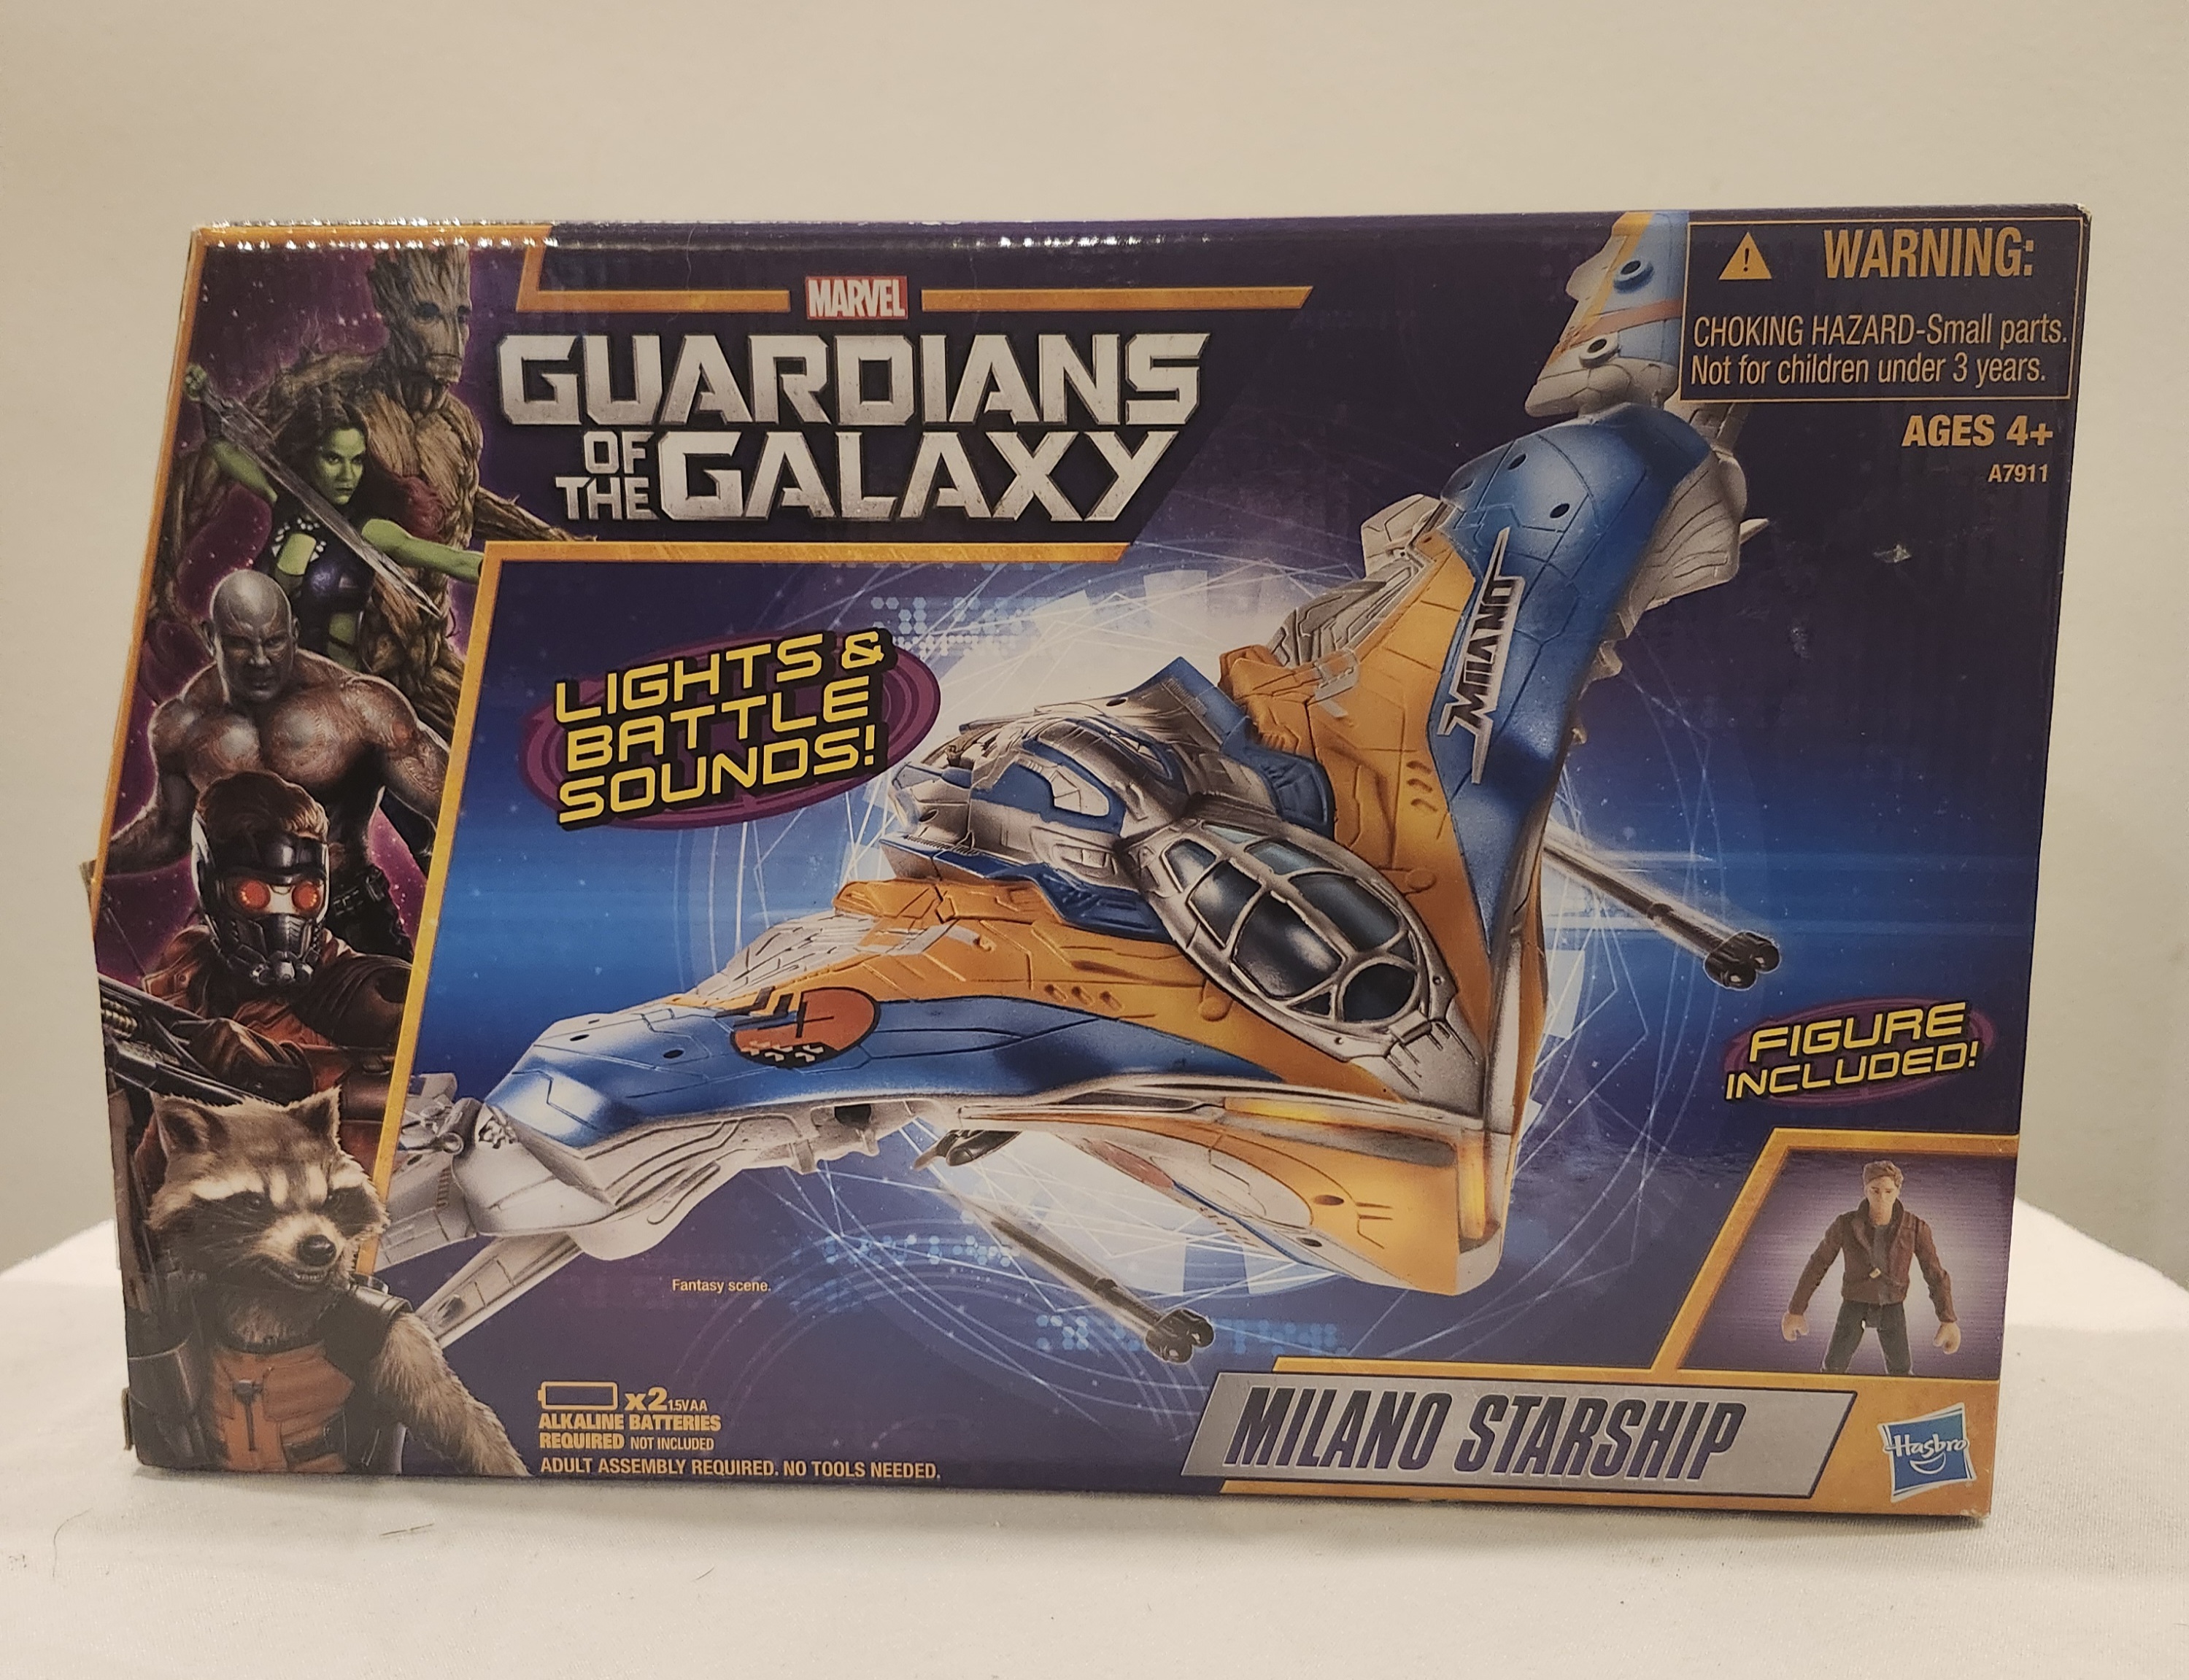 MARVEL
GUARDIANS
OF THE GALAXY
WARNING:
CHOKING HAZARD-Small parts.
Not for children under 3 years.
AGES 4+
A7911
LIGHTS &
BATTLE
SOUNDS!
MILANO
FIGURE
INCLUDED!
Fantasy scene.
x2 1.5V AA
ALKALINE BATTERIES
REQUIRED NOT INCLUDED
ADULT ASSEMBLY REQUIRED. NO TOOLS NEEDED.
MILANO STARSHIP
Hasbro